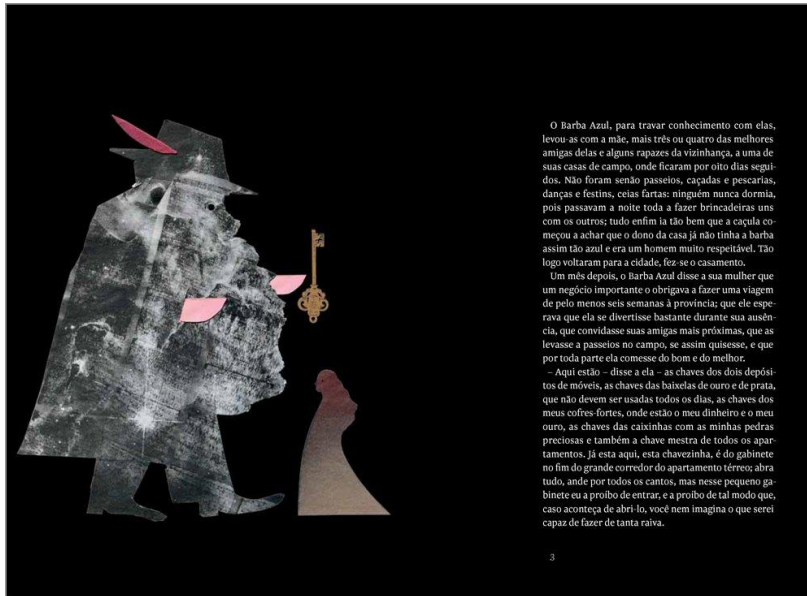 O Barba Azul, para travar conhecimento com elas,
levou-as com a mãe, mais três ou quatro das melhores
amigas delas e alguns rapazes da vizinhança, a uma de
suas casas de campo, onde ficaram por oito dias segui-
dos. Não foram senão passeios, caçadas e pescarias,
danças e festins, ceias fartas: ninguém nunca dormia,
pois passavam a noite toda a fazer brincadeiras uns
com os outros; tudo enfim ia tão bem que a caçula co-
meçou a achar que o dono da casa já não tinha a barba
assim tão azul e era um homem muito respeitável. Tão
logo voltaram para a cidade, fez-se o casamento.
Um mês depois, o Barba Azul disse a sua mulher que
um negócio importante o obrigava a fazer uma viagem
de pelo menos seis semanas à província; que ele espe-
rava que ela se divertisse bastante durante sua ausên-
cia, que convidasse suas amigas mais próximas, que as
levasse a passeios no campo, se assim quisesse, e que
por toda parte ela comesse do bom e do melhor.
– Aqui estão – disse a ela – as chaves dos dois depósi-
tos de móveis, as chaves das baixelas de ouro e de prata,
que não devem ser usadas todos os dias, as chaves dos
meus cofres-fortes, onde estão o meu dinheiro e o meu
ouro, as chaves das caixinhas com as minhas pedras
preciosas e também a chave mestra de todos os apar-
tamentos. Já esta aqui, esta chavezinha, é do gabinete
no fim do grande corredor do apartamento térreo; abra
tudo, ande por todos os cantos, mas nesse pequeno ga-
binete eu a proíbo de entrar, e a proíbo de tal modo que,
caso aconteça de abri-lo, você nem imagina o que serei
capaz de fazer de tanta raiva.
3